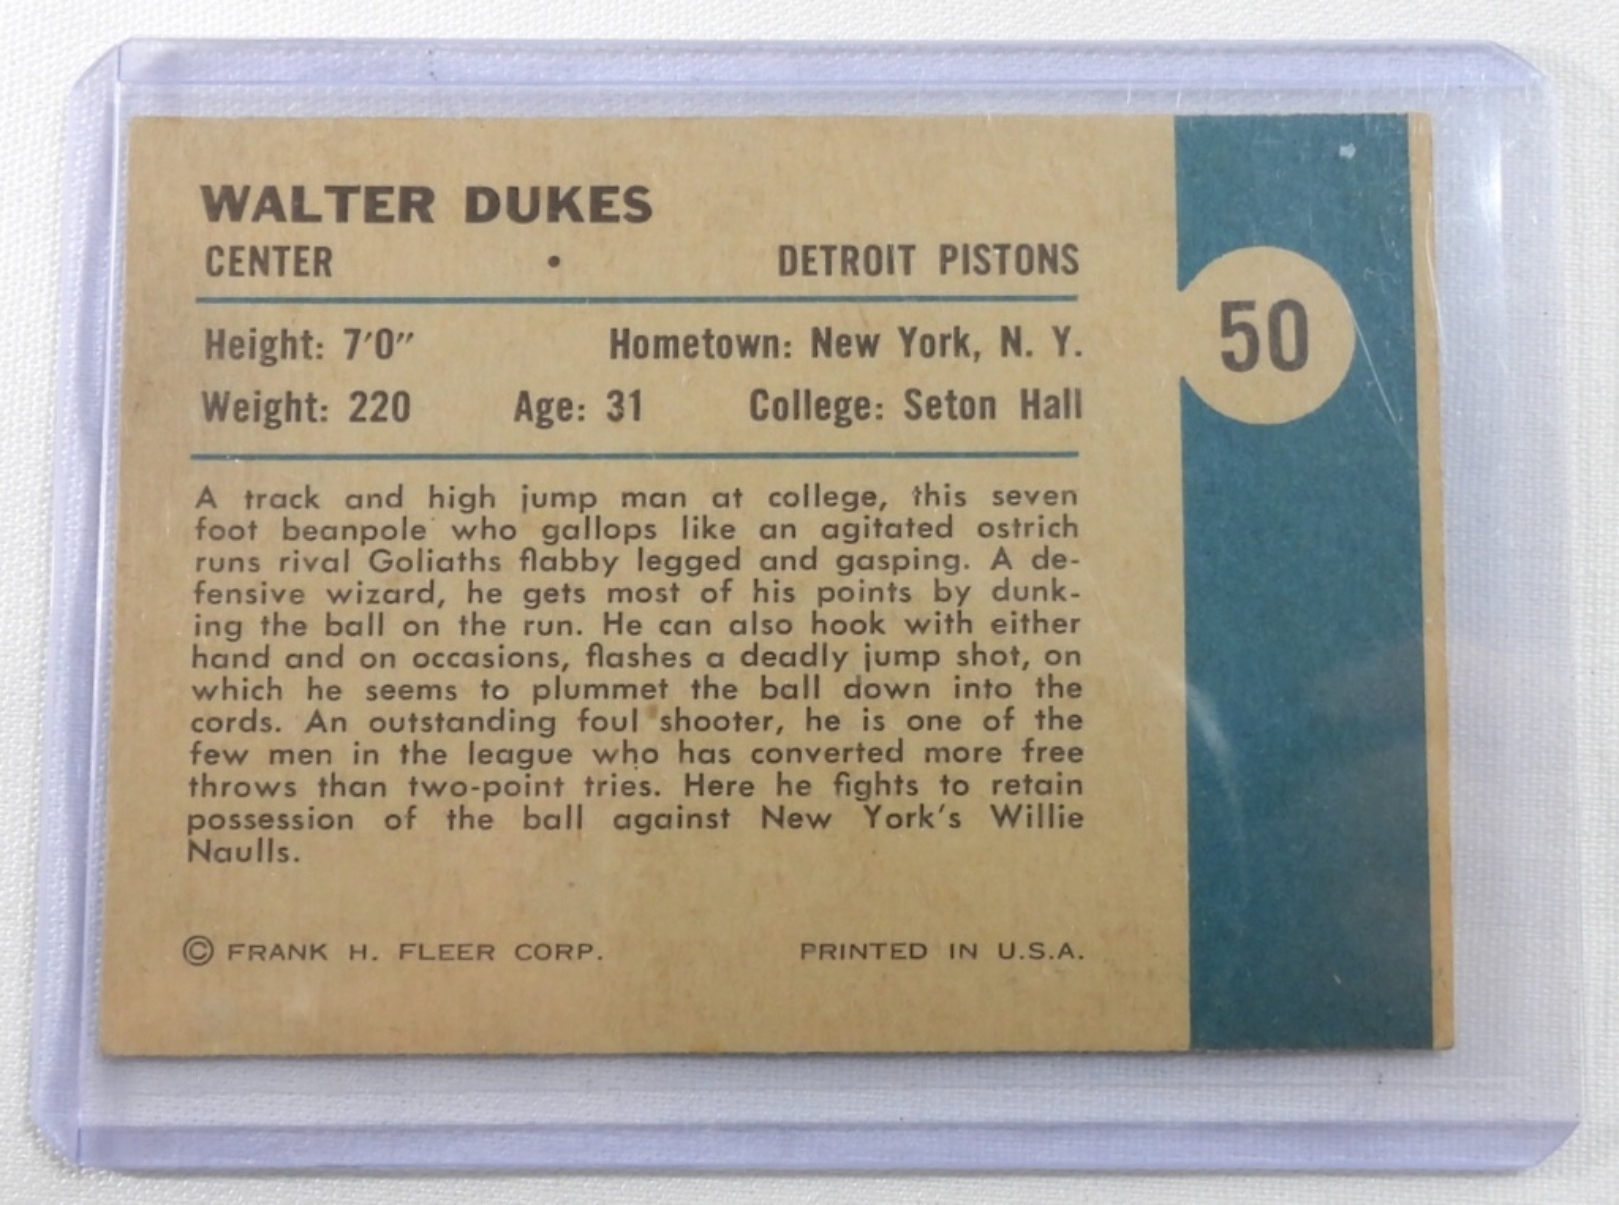 WALTER DUKES
CENTER • DETROIT PISTONS
Height: 7'0" Hometown: New York, N. Y.
Weight: 220 Age: 31 College: Seton Hall
50
A track and high jump man at college, this seven
foot beanpole who gallops like an agitated ostrich
runs rival Goliaths flabby legged and gasping. A de-
fensive wizard, he gets most of his points by dunk-
ing the ball on the run. He can also hook with either
hand and on occasions, flashes a deadly jump shot, on
which he seems to plummet the ball down into the
cords. An outstanding foul shooter, he is one of the
few men in the league who has converted more free
throws than two-point tries. Here he fights to retain
possession of the ball against New York's Willie
Naulls.
© FRANK H. FLEER CORP. PRINTED IN U.S.A.